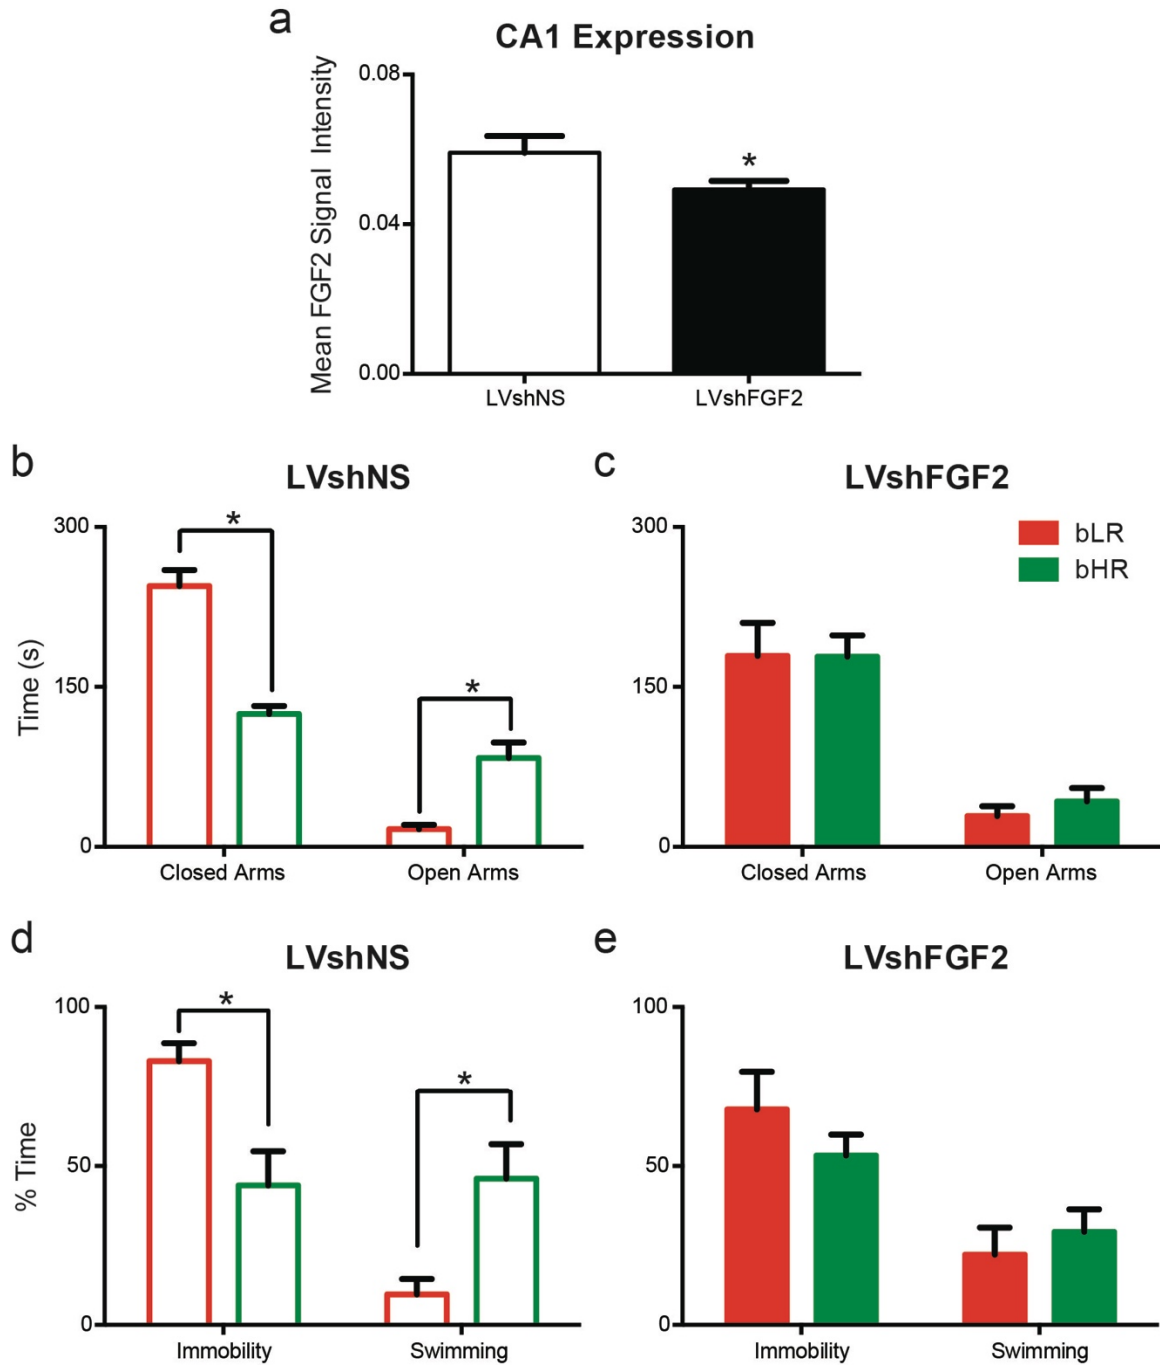 a
CA1 Expression
Mean FGF2 Signal Intensity
0.08
0.04
0.00
*
LVshNS
LVshFGF2
b
LVshNS
Time (s)
300
150
0
*
*
Closed Arms
Open Arms
c
LVshFGF2
bLR
bHR
300
150
0
Closed Arms
Open Arms
d
LVshNS
% Time
100
50
0
*
*
Immobility
Swimming
e
LVshFGF2
100
50
0
Immobility
Swimming